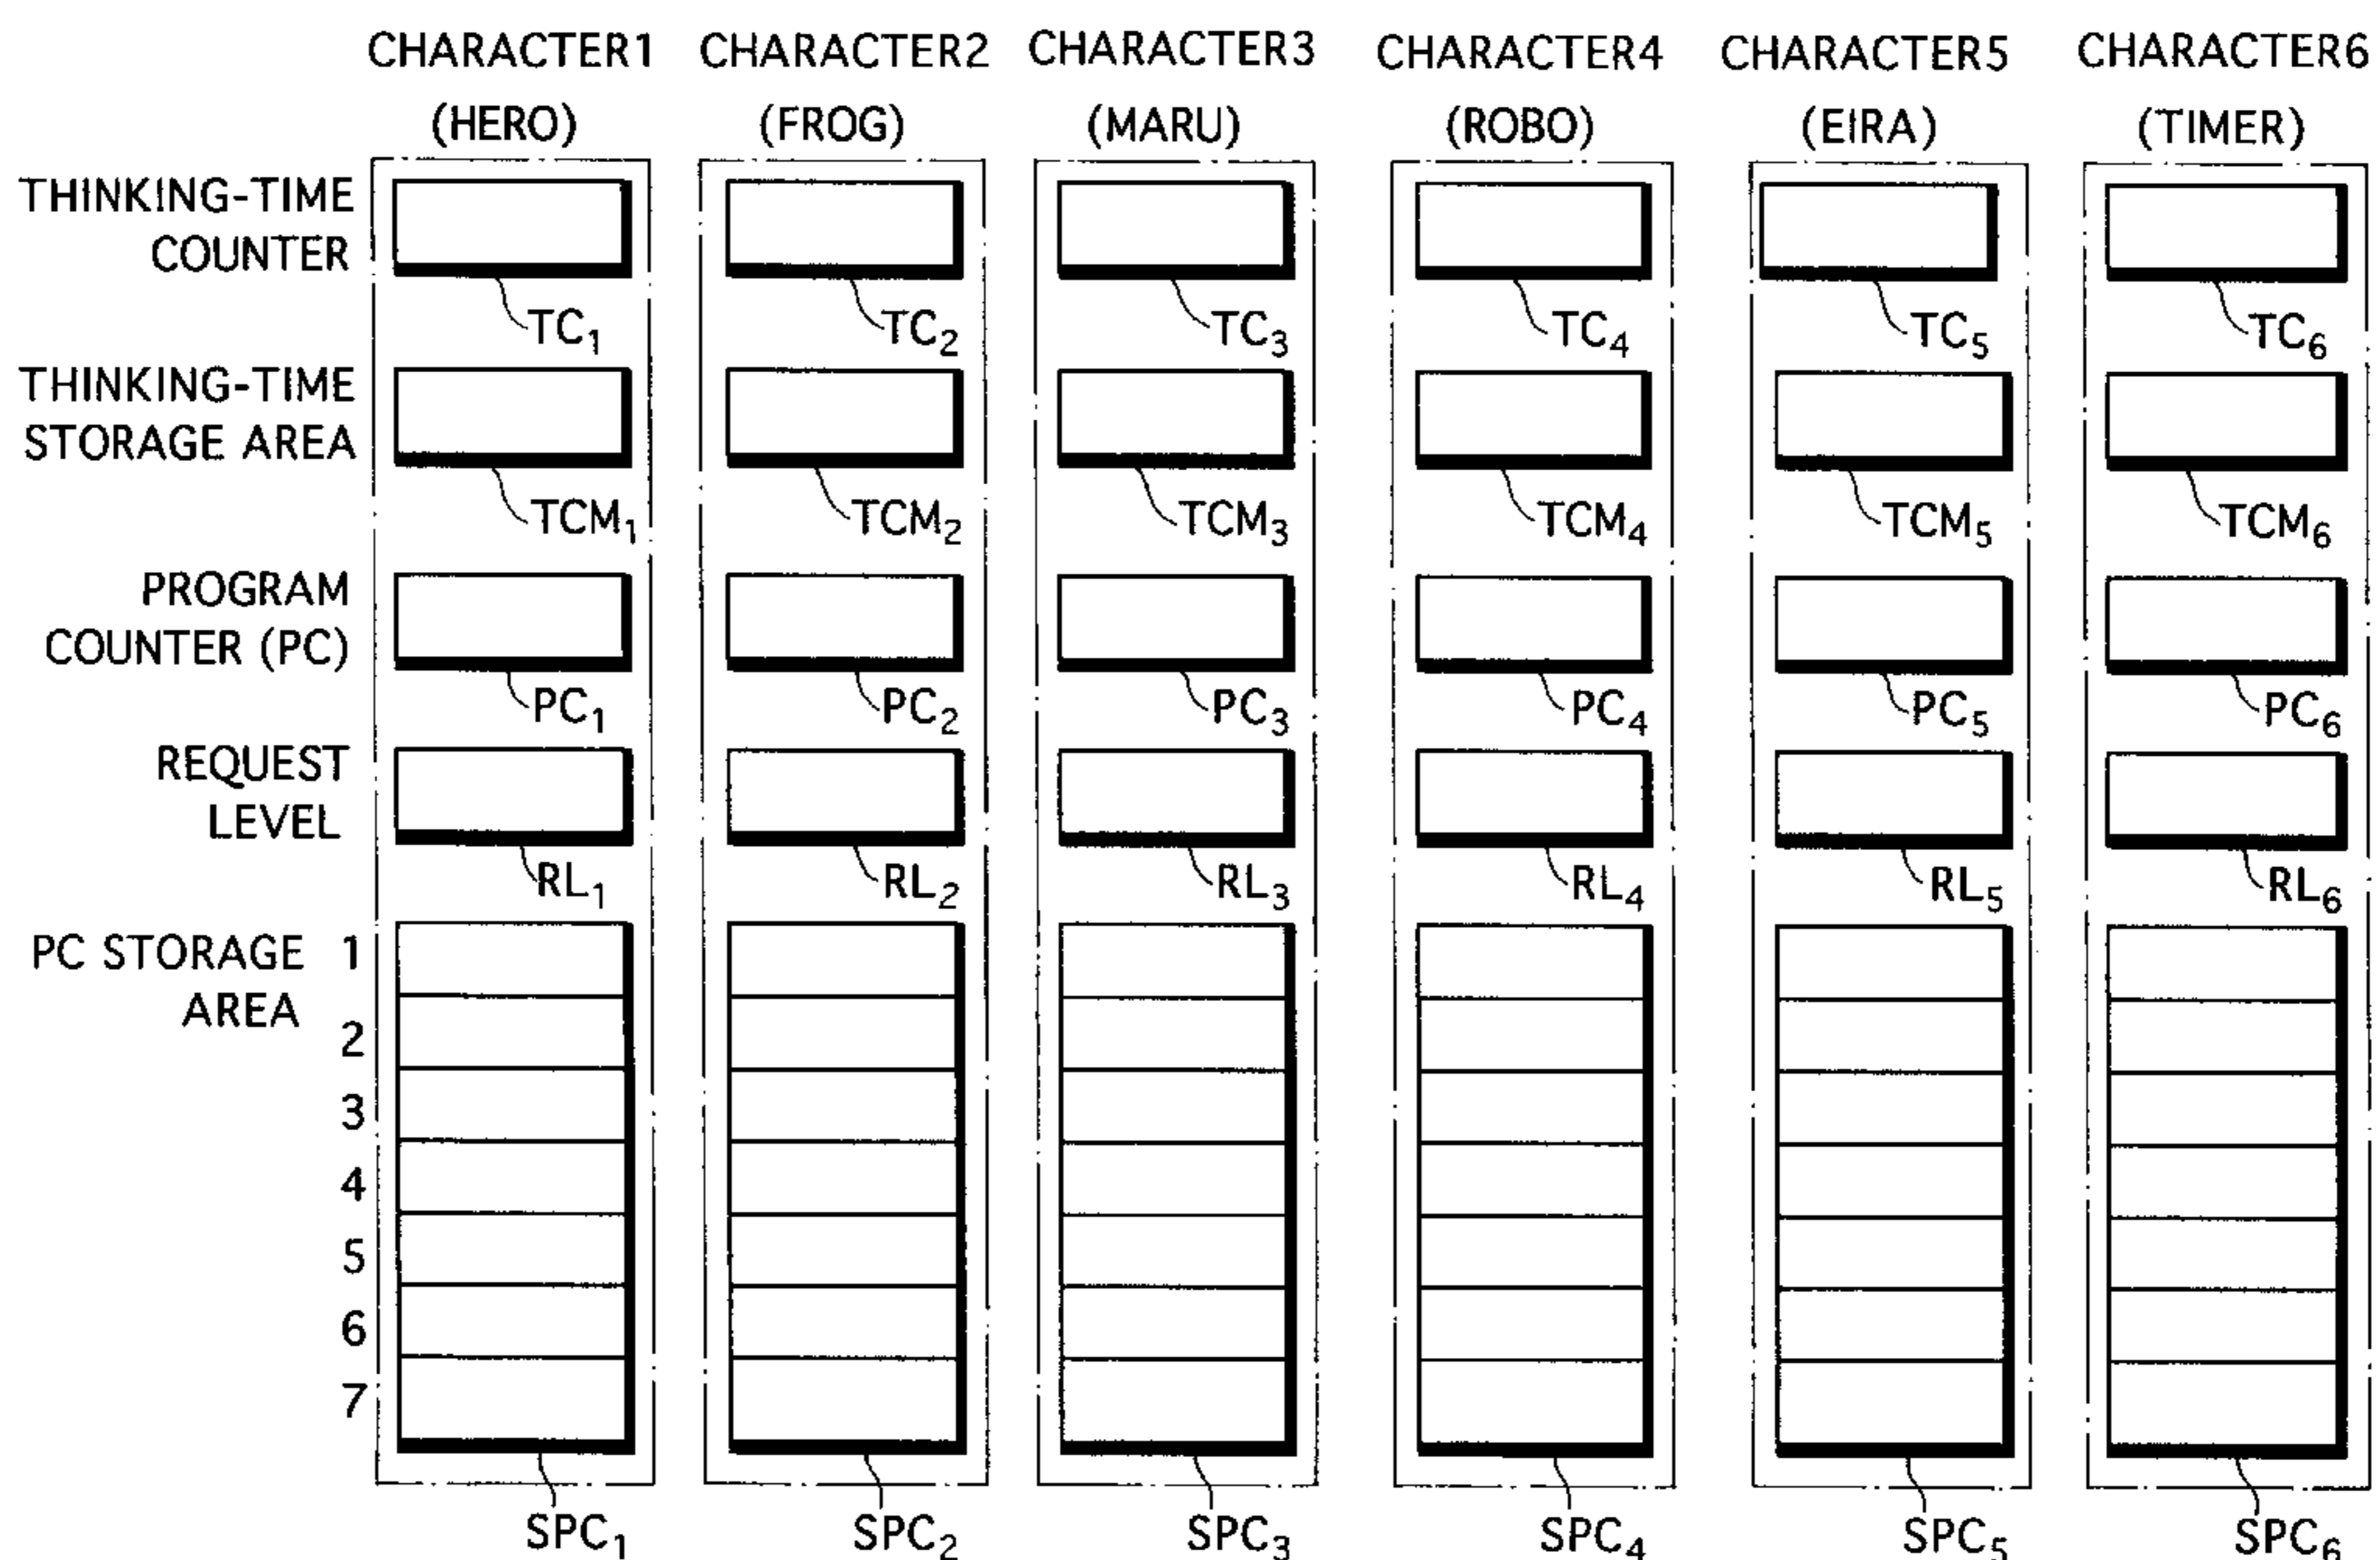 CHARACTER1 CHARACTER2 CHARACTER3 CHARACTER4 CHARACTER5 CHARACTER6
(HERO) (FROG) (MARU) (ROBO) (EIRA) (TIMER)
THINKING-TIME
COUNTER
TC1 TC2 TC3 TC4 TC5 TC6
THINKING-TIME
STORAGE AREA
TCM1 TCM2 TCM3 TCM4 TCM5 TCM6
PROGRAM
COUNTER (PC)
PC1 PC2 PC3 PC4 PC5 PC6
REQUEST
LEVEL
RL1 RL2 RL3 RL4 RL5 RL6
PC STORAGE 1
AREA
2
3
4
5
6
7
SPC1 SPC2 SPC3 SPC4 SPC5 SPC6